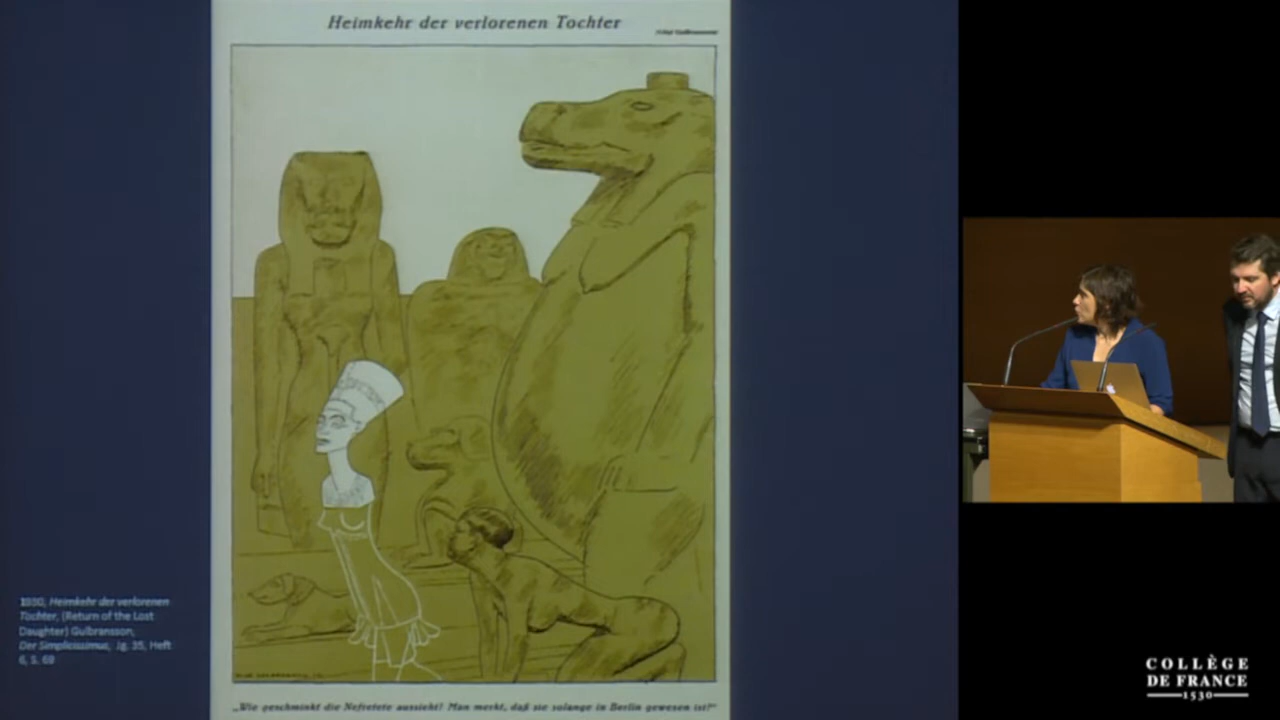 Heimkehr der verlorenen Tochter
1930, Heimkehr der verlorenen
Tochter, (Return of the Lost
Daughter) Gulbransson,
Der Simplicissimus, Jg. 35, Heft
6, S. 69
„Wie geschminkt die Nefretete aussieht! Man merkt, daß sie solange in Berlin gewesen ist!“
COLLÈGE
DE FRANCE
1530